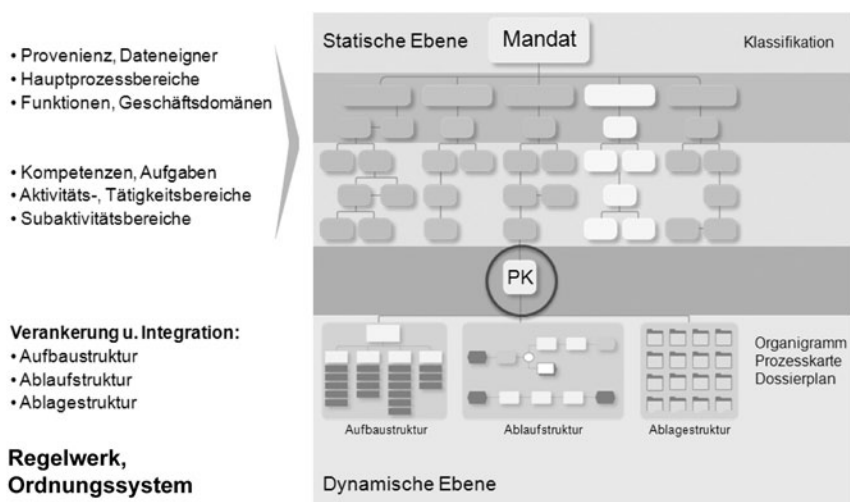 • Provenienz, Dateneigner
• Hauptprozessbereiche
• Funktionen, Geschäftsdomänen
• Kompetenzen, Aufgaben
• Aktivitäts-, Tätigkeitsbereiche
• Subaktivitätsbereiche
Verankerung u. Integration:
• Aufbaustruktur
• Ablaufstruktur
• Ablagestruktur
Regelwerk,
Ordnungssystem
Statische Ebene
Mandat
Klassifikation
PK
Organigramm
Prozesskarte
Dossierplan
Aufbaustruktur
Ablaufstruktur
Ablagestruktur
Dynamische Ebene